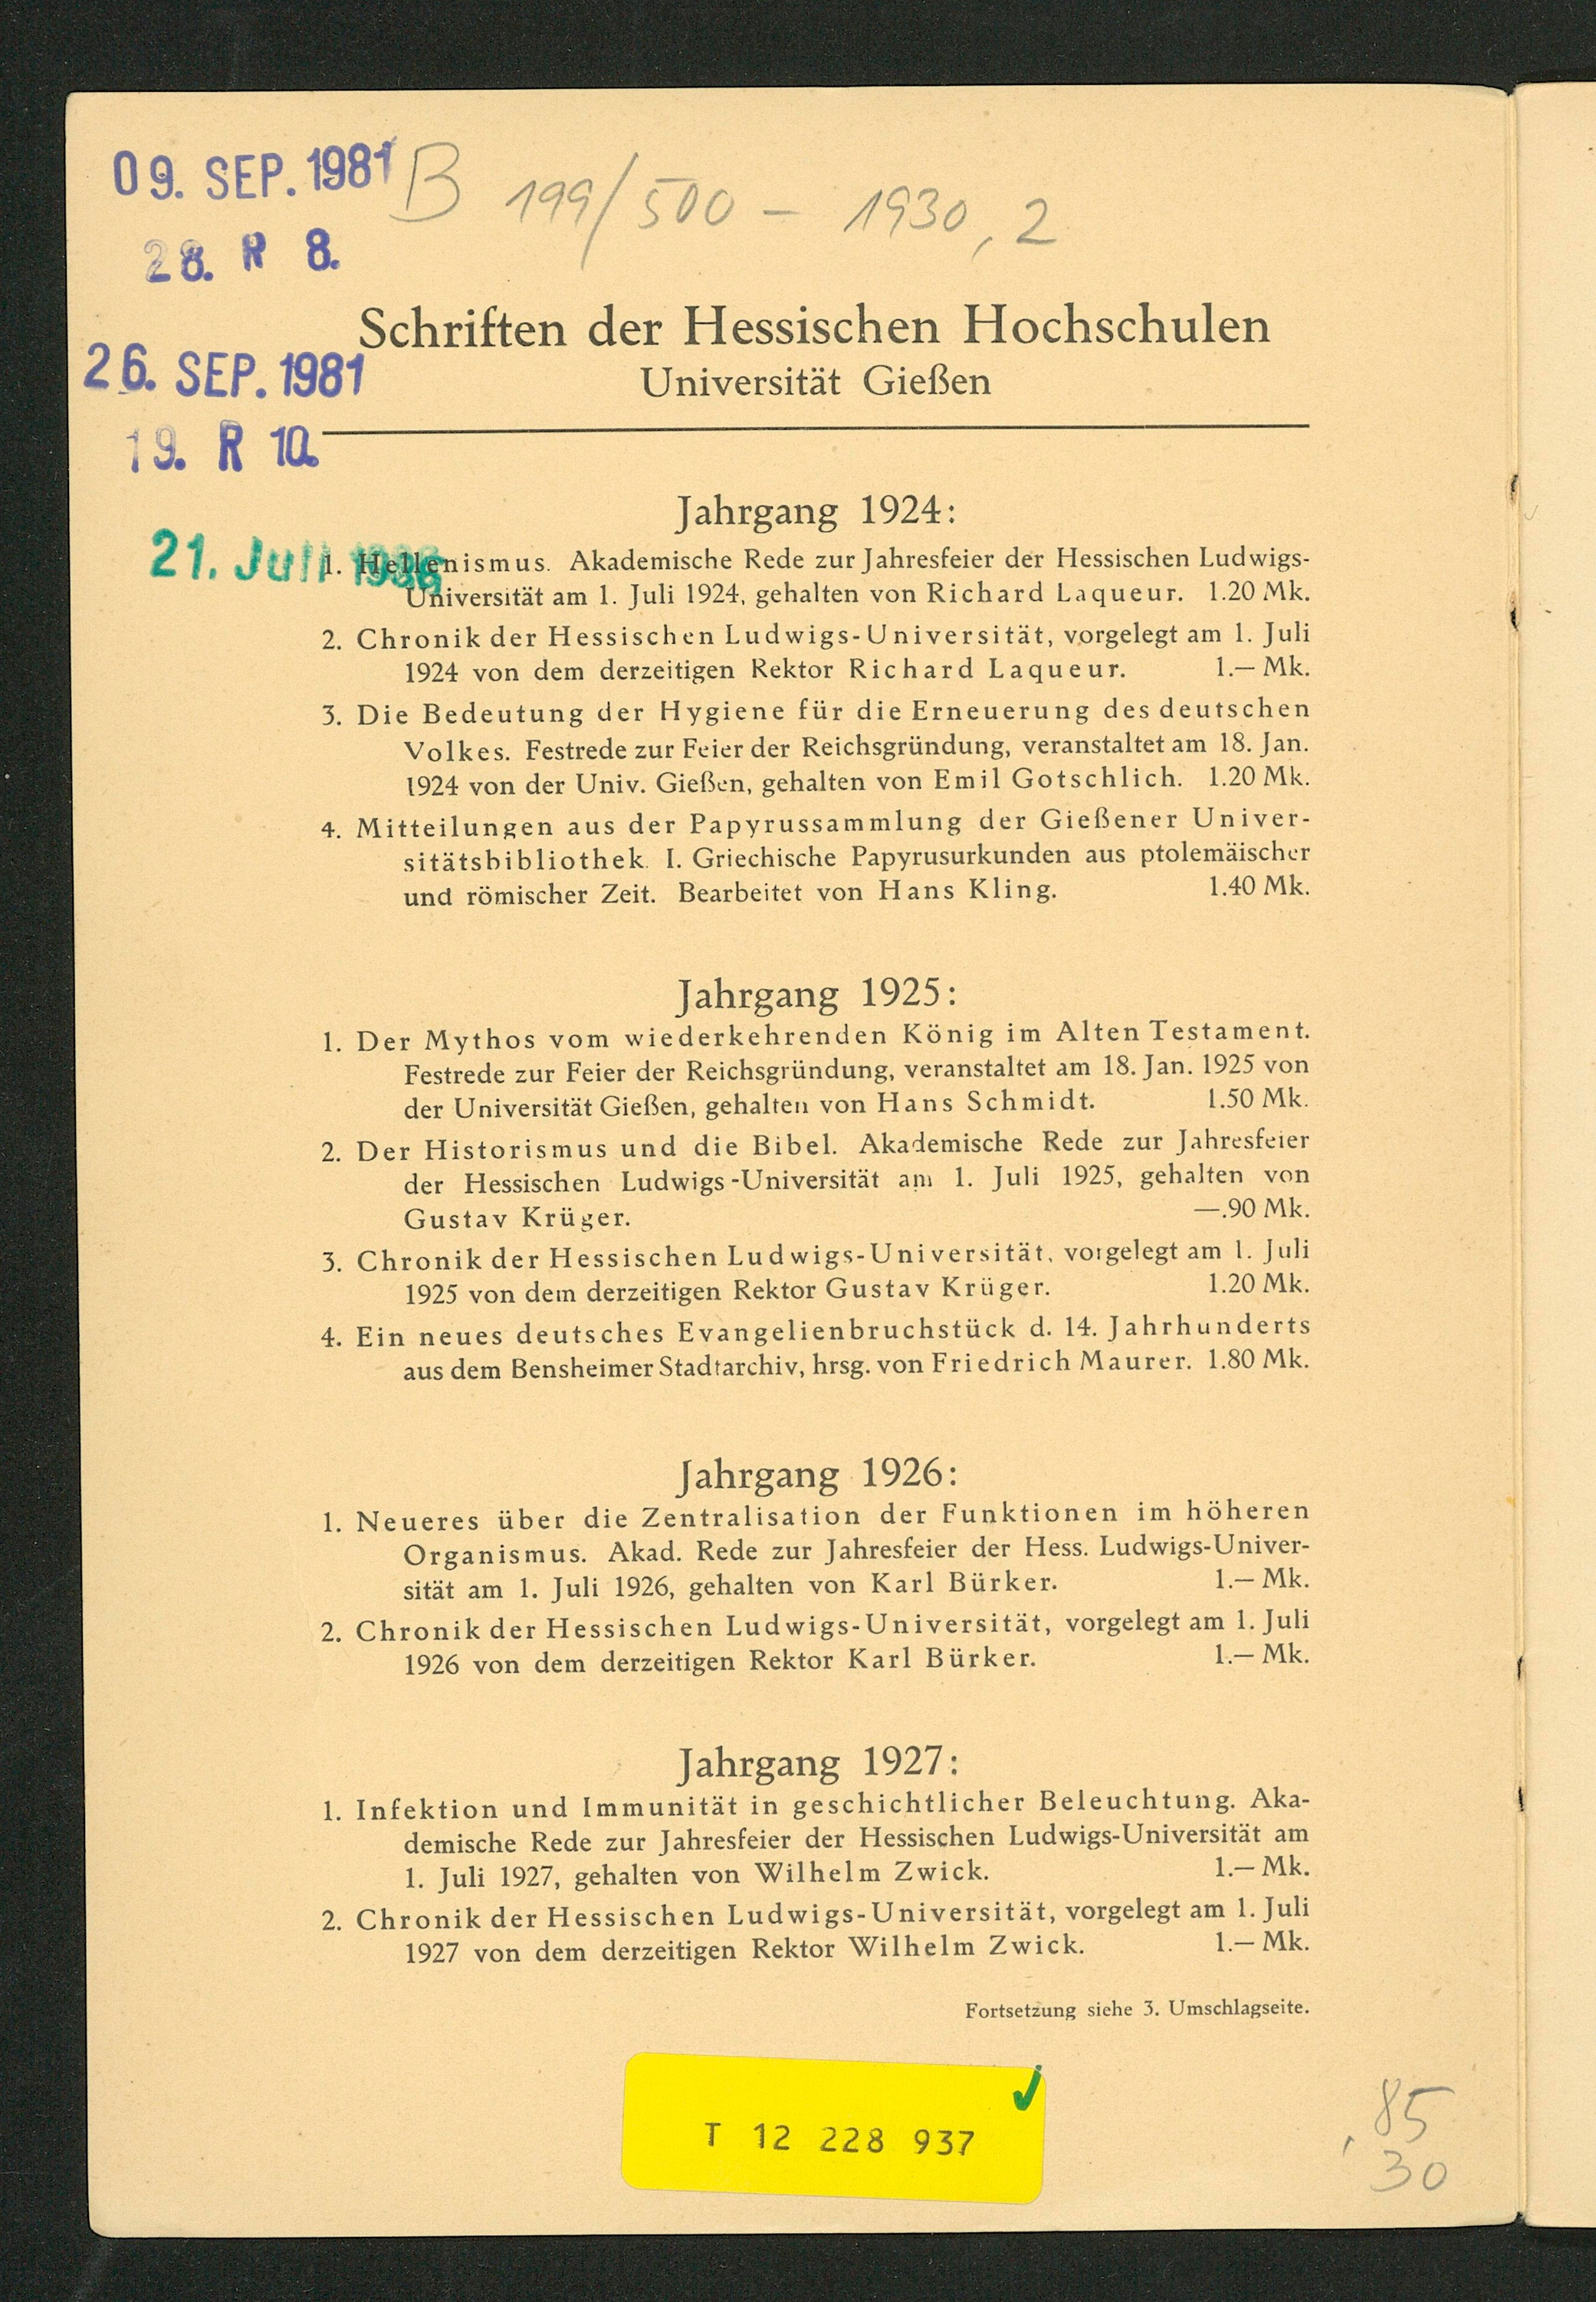 09. SEP. 1981
B 199/500 – 1930, 2
28. R 8.
Schriften der Hessischen Hochschulen
26. SEP. 1981
Universität Gießen
19. R 10.
Jahrgang 1924:
21. Juli
1. Hellenismus. Akademische Rede zur Jahresfeier der Hessischen Ludwigs-
Universität am 1. Juli 1924, gehalten von Richard Laqueur. 1.20 Mk.
2. Chronik der Hessischen Ludwigs-Universität, vorgelegt am 1. Juli
1924 von dem derzeitigen Rektor Richard Laqueur. 1.— Mk.
3. Die Bedeutung der Hygiene für die Erneuerung des deutschen
Volkes. Festrede zur Feier der Reichsgründung, veranstaltet am 18. Jan.
1924 von der Univ. Gießen, gehalten von Emil Gotschlich. 1.20 Mk.
4. Mitteilungen aus der Papyrussammlung der Gießener Univer-
sitätsbibliothek. I. Griechische Papyrusurkunden aus ptolemäischer
und römischer Zeit. Bearbeitet von Hans Kling. 1.40 Mk.
Jahrgang 1925:
1. Der Mythos vom wiederkehrenden König im Alten Testament.
Festrede zur Feier der Reichsgründung, veranstaltet am 18. Jan. 1925 von
der Universität Gießen, gehalten von Hans Schmidt. 1.50 Mk.
2. Der Historismus und die Bibel. Akademische Rede zur Jahresfeier
der Hessischen Ludwigs-Universität am 1. Juli 1925, gehalten von
Gustav Krüger. —.90 Mk.
3. Chronik der Hessischen Ludwigs-Universität, vorgelegt am 1. Juli
1925 von dem derzeitigen Rektor Gustav Krüger. 1.20 Mk.
4. Ein neues deutsches Evangelienbruchstück d. 14. Jahrhunderts
aus dem Bensheimer Stadtarchiv, hrsg. von Friedrich Maurer. 1.80 Mk.
Jahrgang 1926:
1. Neueres über die Zentralisation der Funktionen im höheren
Organismus. Akad. Rede zur Jahresfeier der Hess. Ludwigs-Univer-
sität am 1. Juli 1926, gehalten von Karl Bürker. 1.— Mk.
2. Chronik der Hessischen Ludwigs-Universität, vorgelegt am 1. Juli
1926 von dem derzeitigen Rektor Karl Bürker. 1.— Mk.
Jahrgang 1927:
1. Infektion und Immunität in geschichtlicher Beleuchtung. Aka-
demische Rede zur Jahresfeier der Hessischen Ludwigs-Universität am
1. Juli 1927, gehalten von Wilhelm Zwick. 1.— Mk.
2. Chronik der Hessischen Ludwigs-Universität, vorgelegt am 1. Juli
1927 von dem derzeitigen Rektor Wilhelm Zwick. 1.— Mk.
Fortsetzung siehe 3. Umschlagseite.
T 12 228 937
,85
30